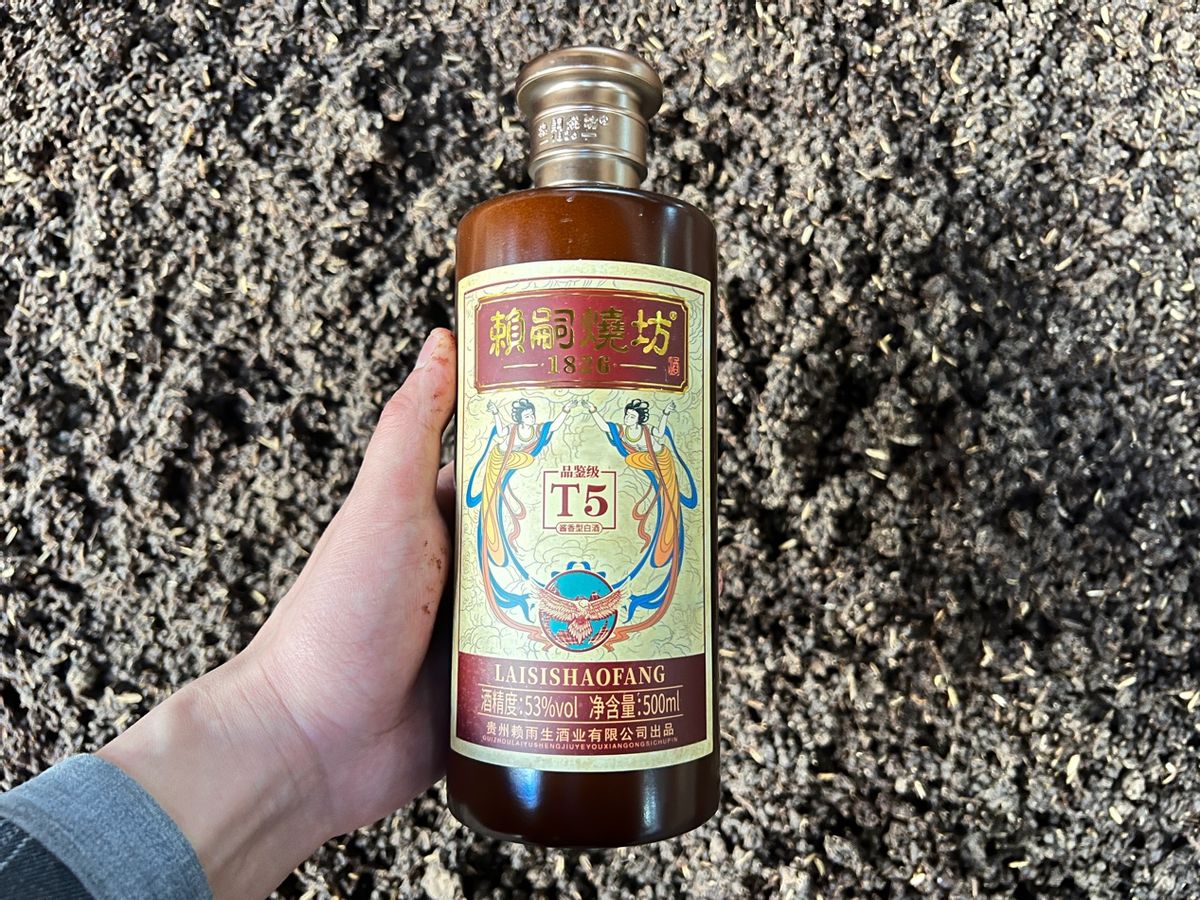 賴嗣燒坊®
1826
酒
品鉴级
T5
酱香型白酒
LAISISHAOFANG
酒精度:53%vol 净含量:500ml
贵州赖雨生酒业有限公司出品
GUIZHOULAIYUSHENGJIUYEYOUXIANGONGSICHUPIN